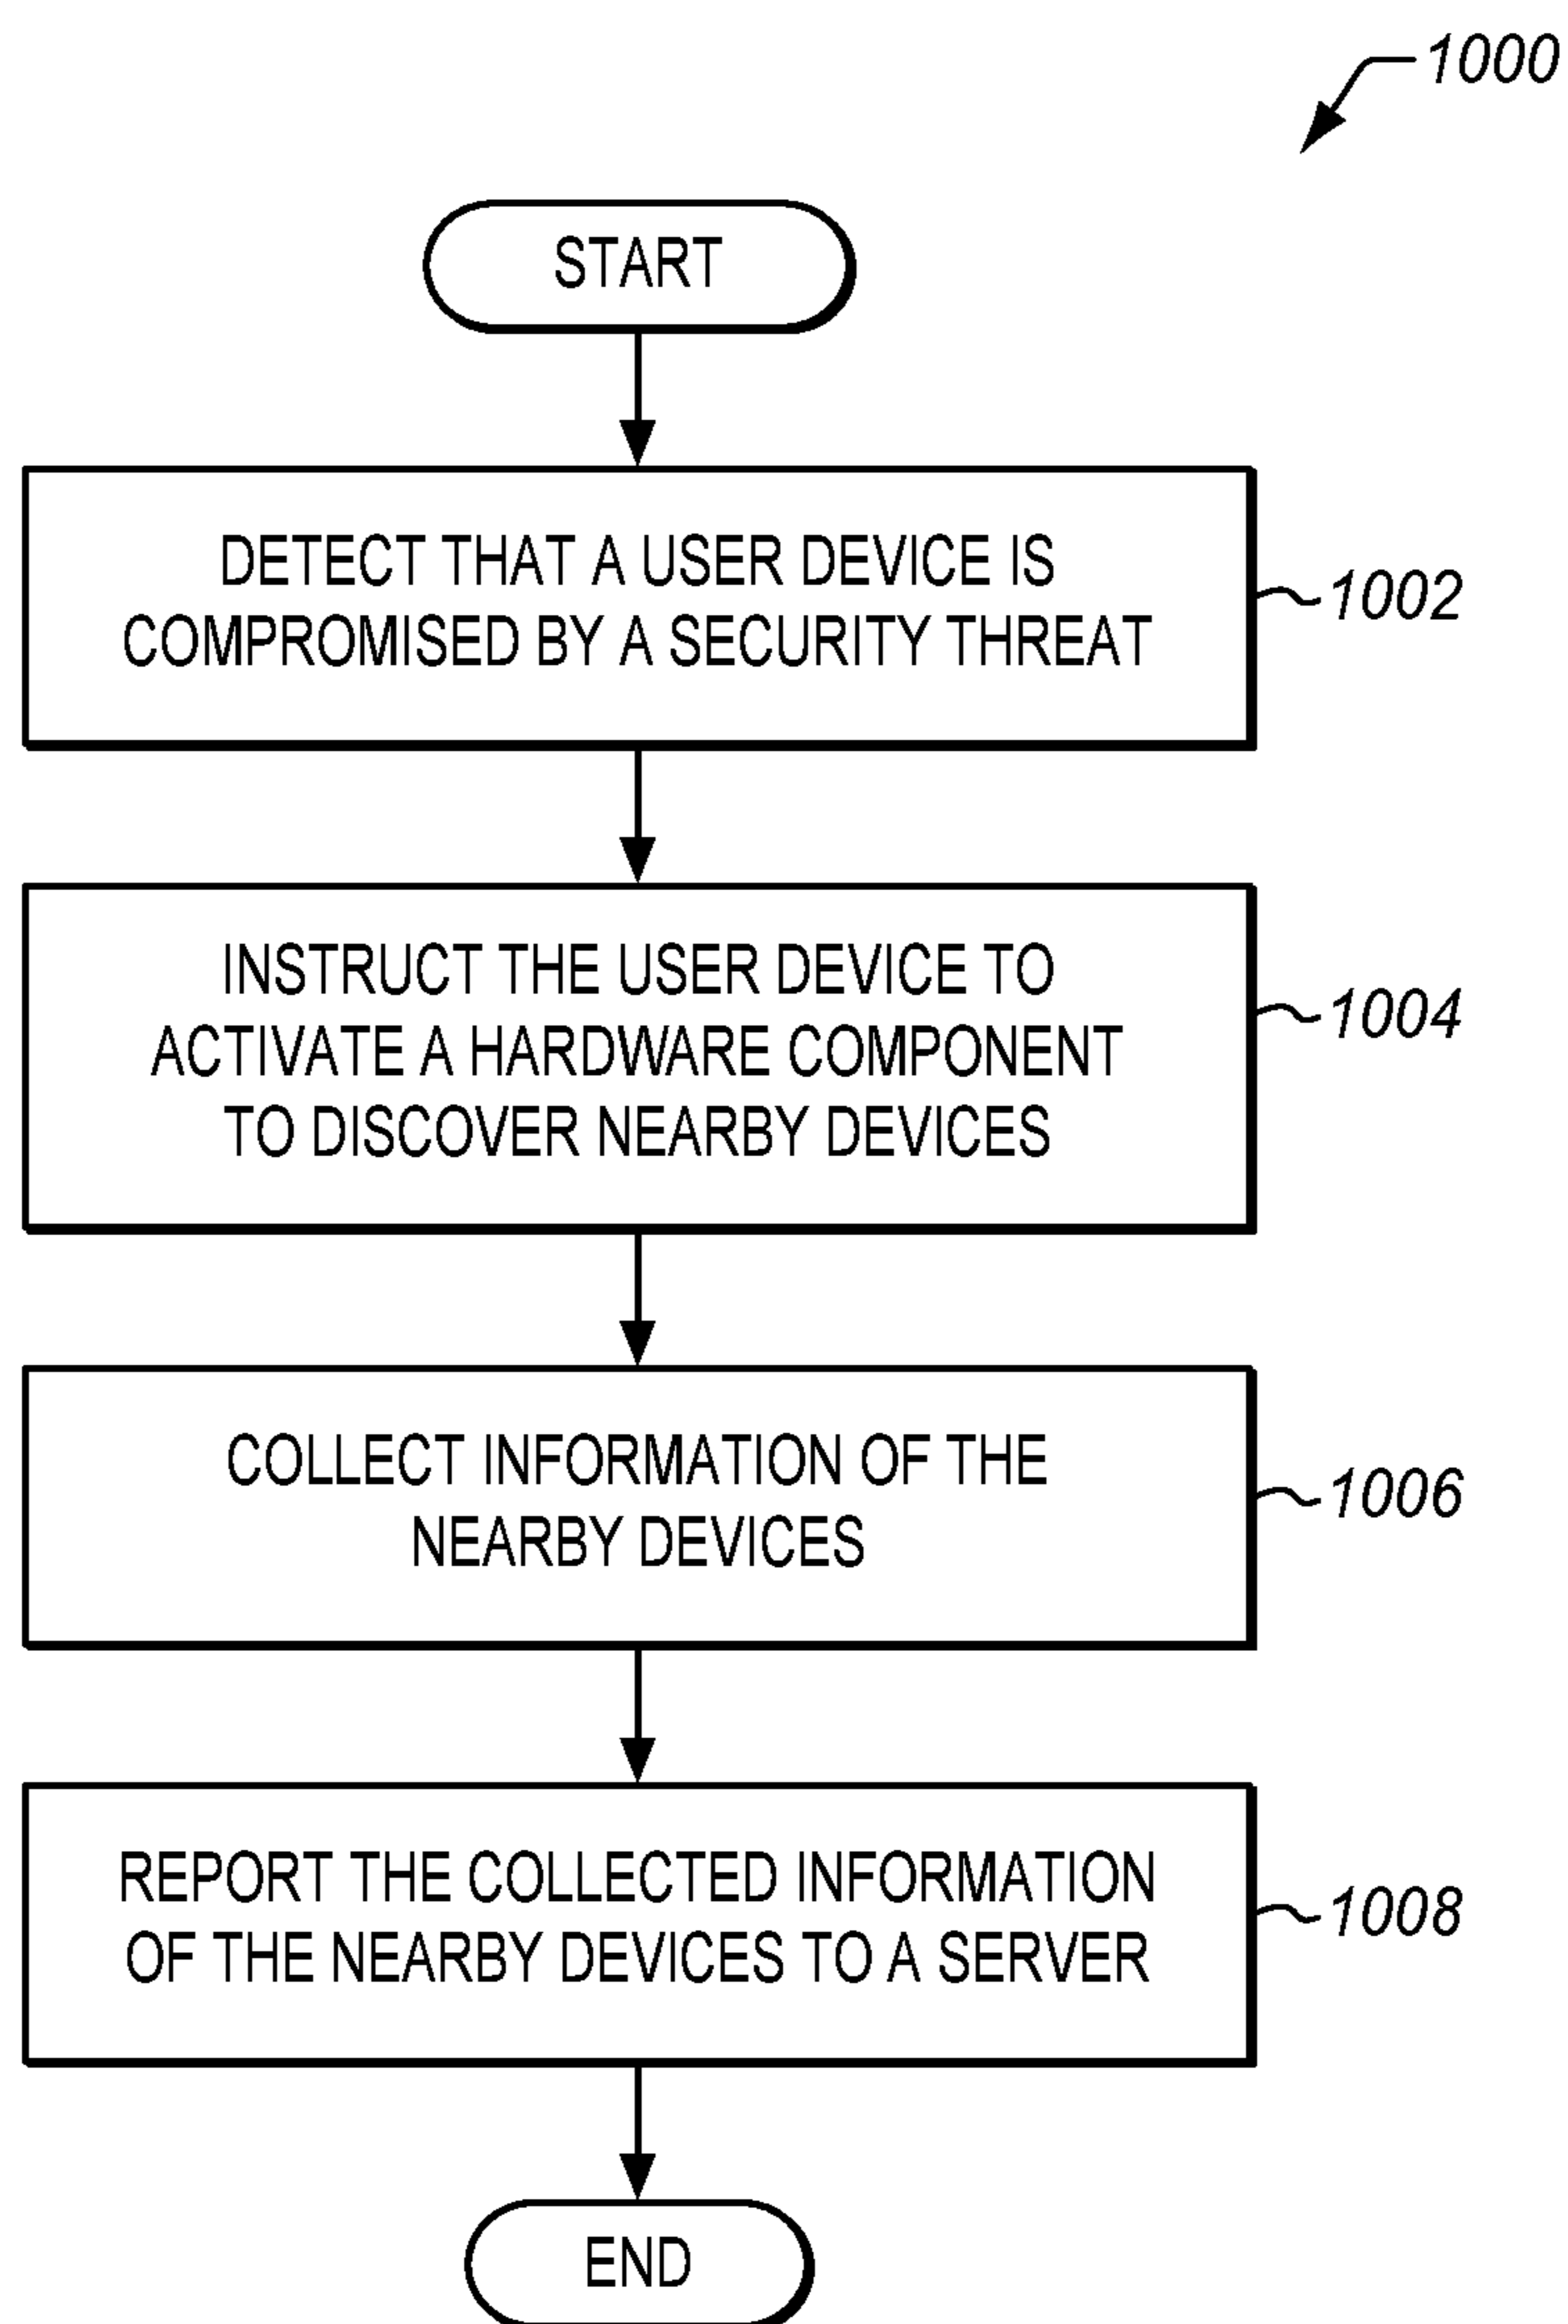 1000
START
DETECT THAT A USER DEVICE IS
COMPROMISED BY A SECURITY THREAT
1002
INSTRUCT THE USER DEVICE TO
ACTIVATE A HARDWARE COMPONENT
TO DISCOVER NEARBY DEVICES
1004
COLLECT INFORMATION OF THE
NEARBY DEVICES
1006
REPORT THE COLLECTED INFORMATION
OF THE NEARBY DEVICES TO A SERVER
1008
END